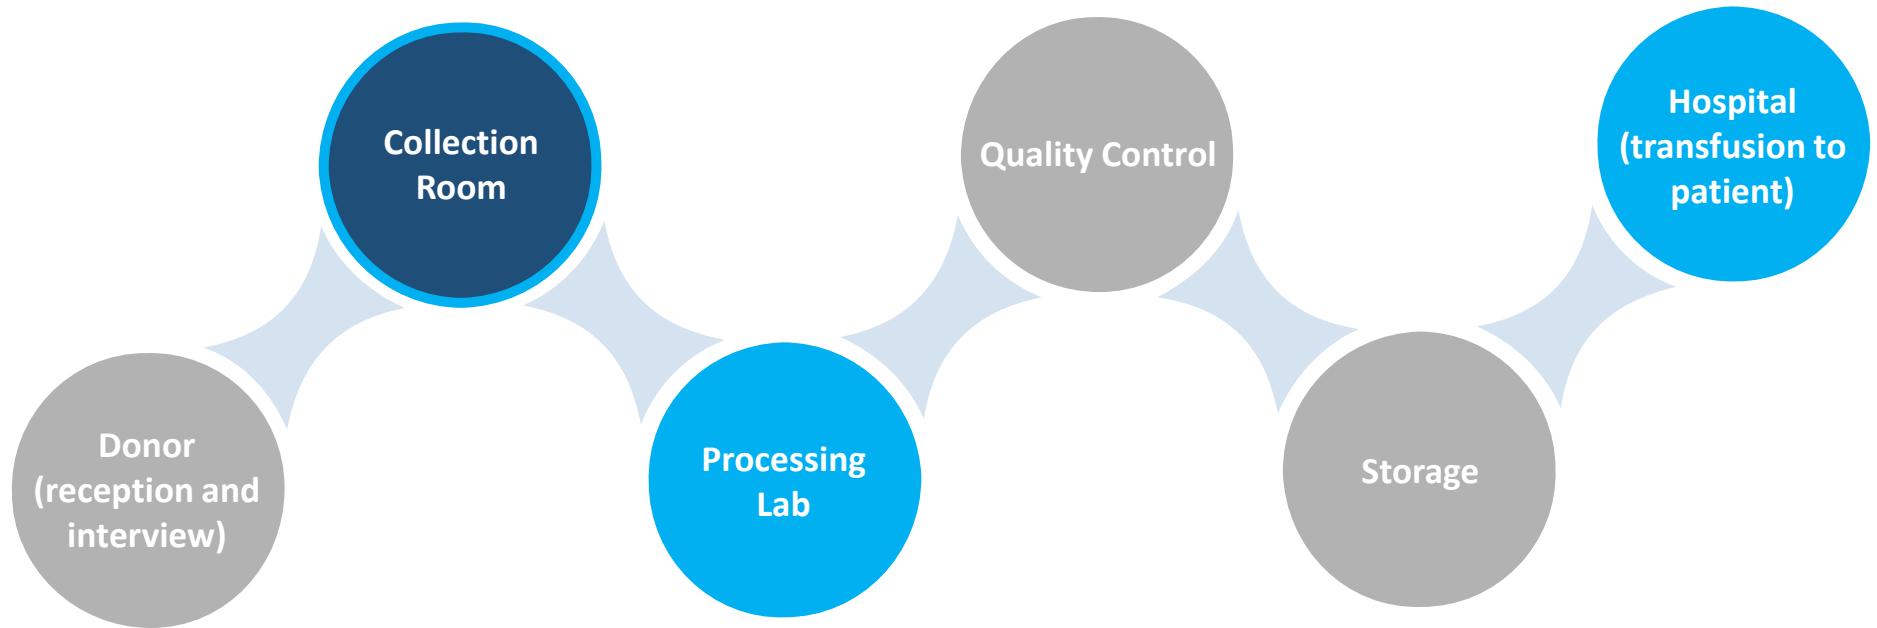 Donor
(reception and
interview)
Collection
Room
Processing
Lab
Quality Control
Storage
Hospital
(transfusion to
patient)